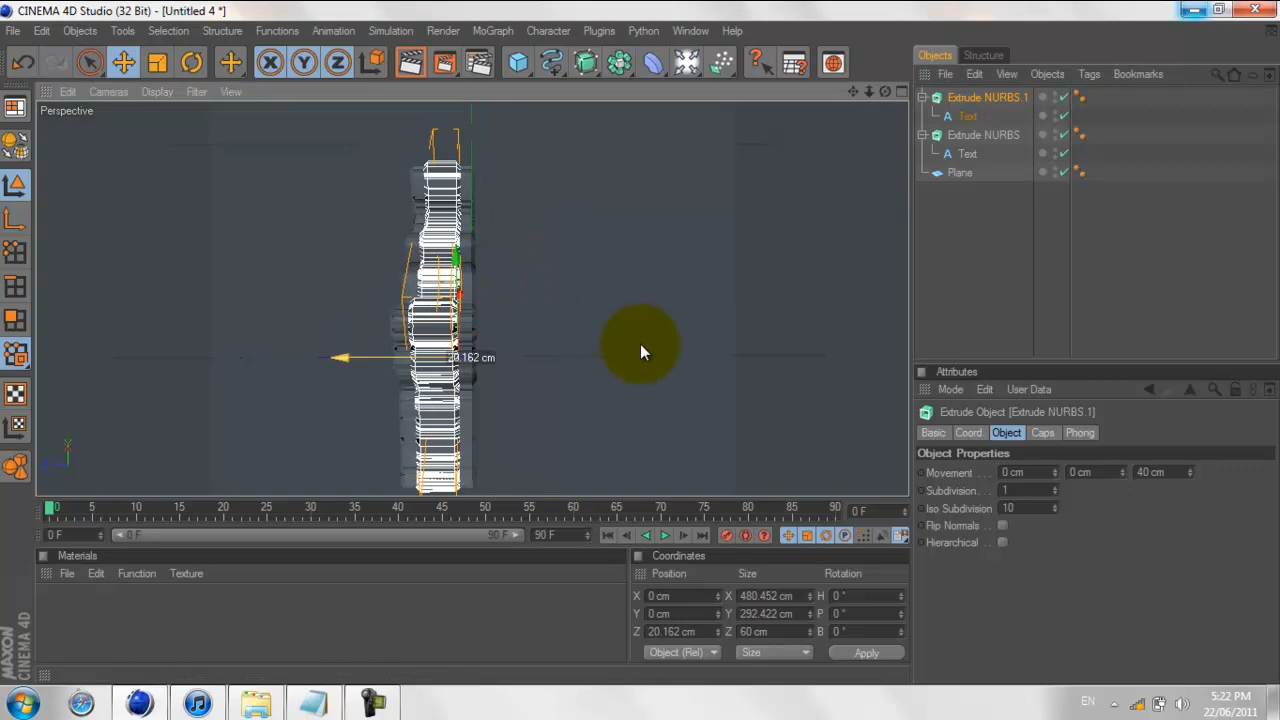 CINEMA 4D Studio (32 Bit) - [Untitled 4 *]
File Edit Objects Tools Selection Structure Functions Animation Simulation Render MoGraph Character Plugins Python Window Help
X Y Z
Objects Structure
File Edit View Objects Tags Bookmarks
Edit Cameras Display Filter View
Perspective
Extrude NURBS.1
Text
Extrude NURBS
Text
Plane
20.162 cm
Attributes
Mode Edit User Data
Extrude Object [Extrude NURBS.1]
Basic Coord. Object Caps Phong
Object Properties
Movement 0 cm 0 cm 40 cm
Subdivision. 1
Iso Subdivision 10
Flip Normals
Hierarchical
0 5 10 15 20 25 30 35 40 45 50 55 60 65 70 75 80 85 90 0 F
0 F 0 F 90 F 90 F
Materials
File Edit Function Texture
Coordinates
Position Size Rotation
X 0 cm X 480.452 cm H 0 °
Y 0 cm Y 292.422 cm P 0 °
Z 20.162 cm Z 60 cm B 0 °
Object (Rel) Size Apply
MAXON
CINEMA 4D
EN
5:22 PM
22/06/2011